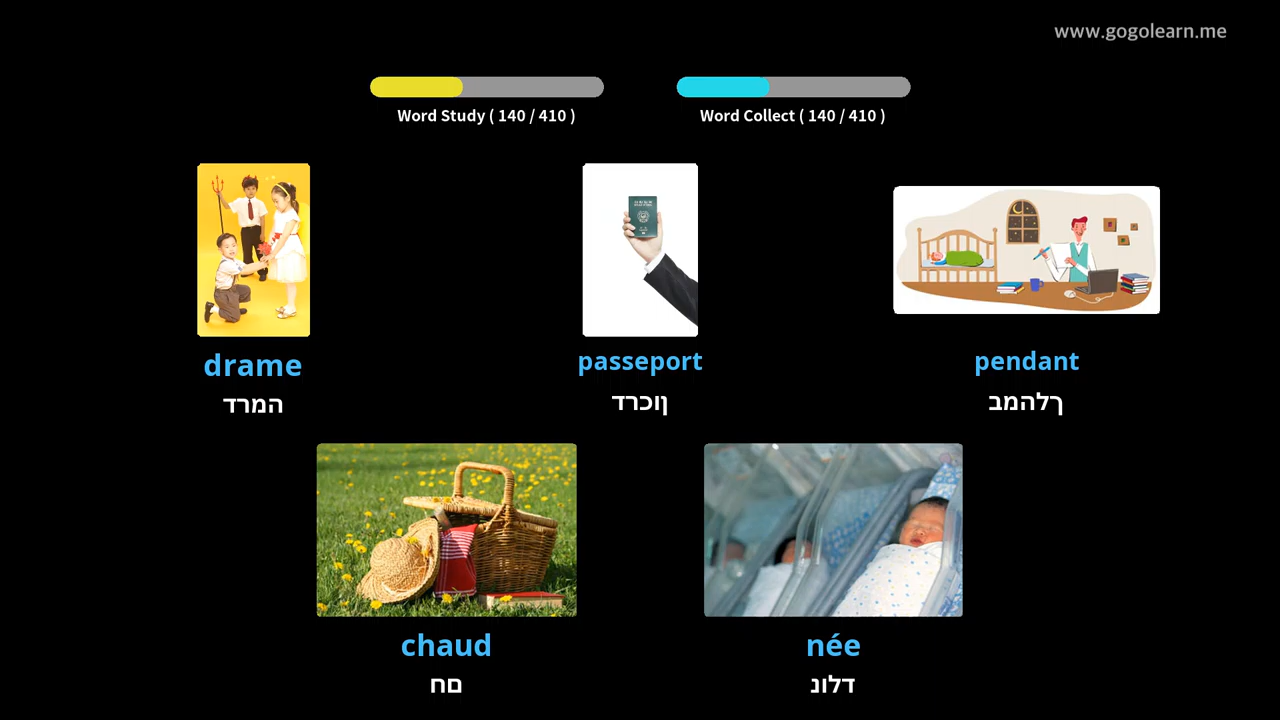 www.gogolearn.me
Word Study ( 140 / 410 )
Word Collect ( 140 / 410 )
drame
המרד
passeport
ןוכרד
pendant
ךלהמב
chaud
םח
née
דלונ